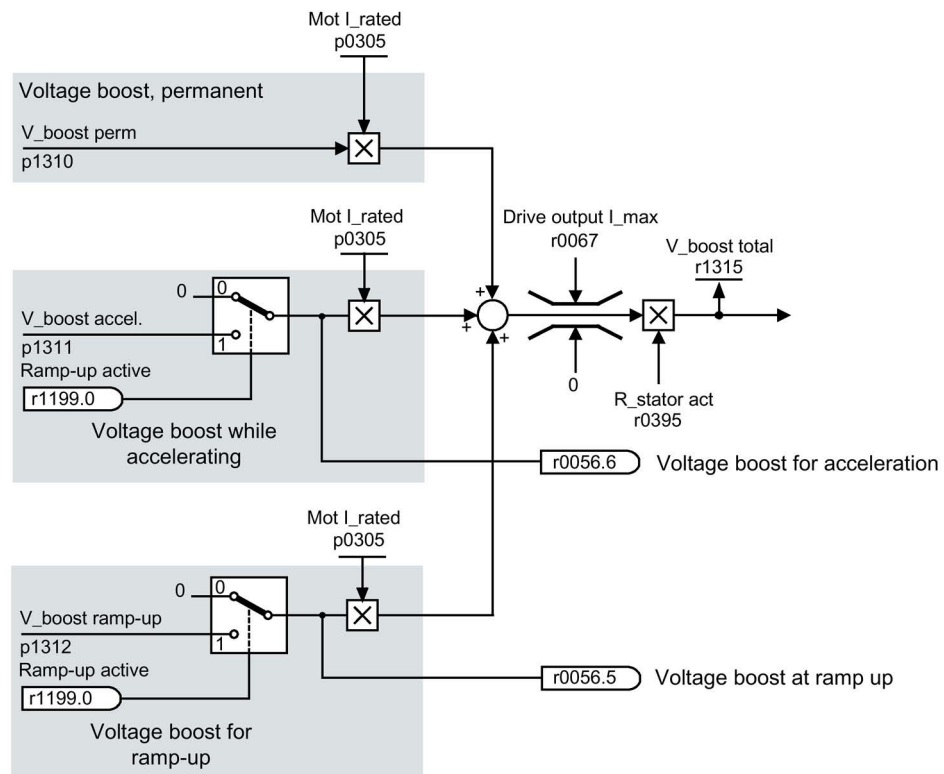 Mot I_rated
p0305
Voltage boost, permanent
V_boost perm
p1310
Mot I_rated
p0305
Drive output I_max
r0067
V_boost total
r1315
0
0
V_boost accel.
1
p1311
+
+
+
0
Ramp-up active
r1199.0
R_stator act
r0395
Voltage boost while
accelerating
r0056.6
Voltage boost for acceleration
Mot I_rated
p0305
0
0
V_boost ramp-up
1
p1312
Ramp-up active
r1199.0
r0056.5
Voltage boost at ramp up
Voltage boost for
ramp-up